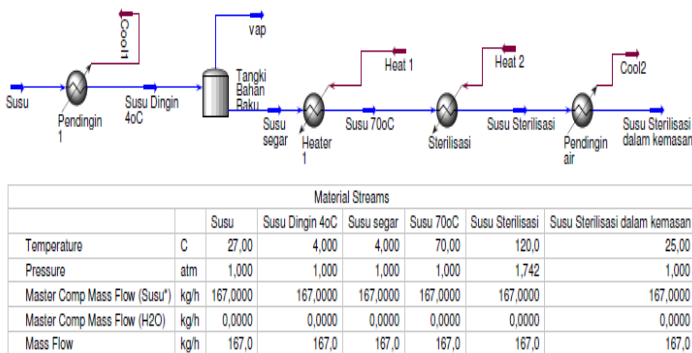 Cool1
vap
Heat 1
Heat 2
Cool2
Susu
Pendingin
1
Susu Dingin
4oC
Tangki
Bahan
Baku
Susu
segar
Heater
1
Susu 70oC
Sterilisasi
Susu Sterilisasi
Pendingin
air
Susu Sterilisasi
dalam kemasan
Material Streams
Susu Susu Dingin 4oC Susu segar Susu 70oC Susu Sterilisasi Susu Sterilisasi dalam kemasan
Temperature C 27,00 4,000 4,000 70,00 120,0 25,00
Pressure atm 1,000 1,000 1,000 1,000 1,742 1,000
Master Comp Mass Flow (Susu*) kg/h 167,0000 167,0000 167,0000 167,0000 167,0000 167,0000
Master Comp Mass Flow (H2O) kg/h 0,0000 0,0000 0,0000 0,0000 0,0000 0,0000
Mass Flow kg/h 167,0 167,0 167,0 167,0 167,0 167,0